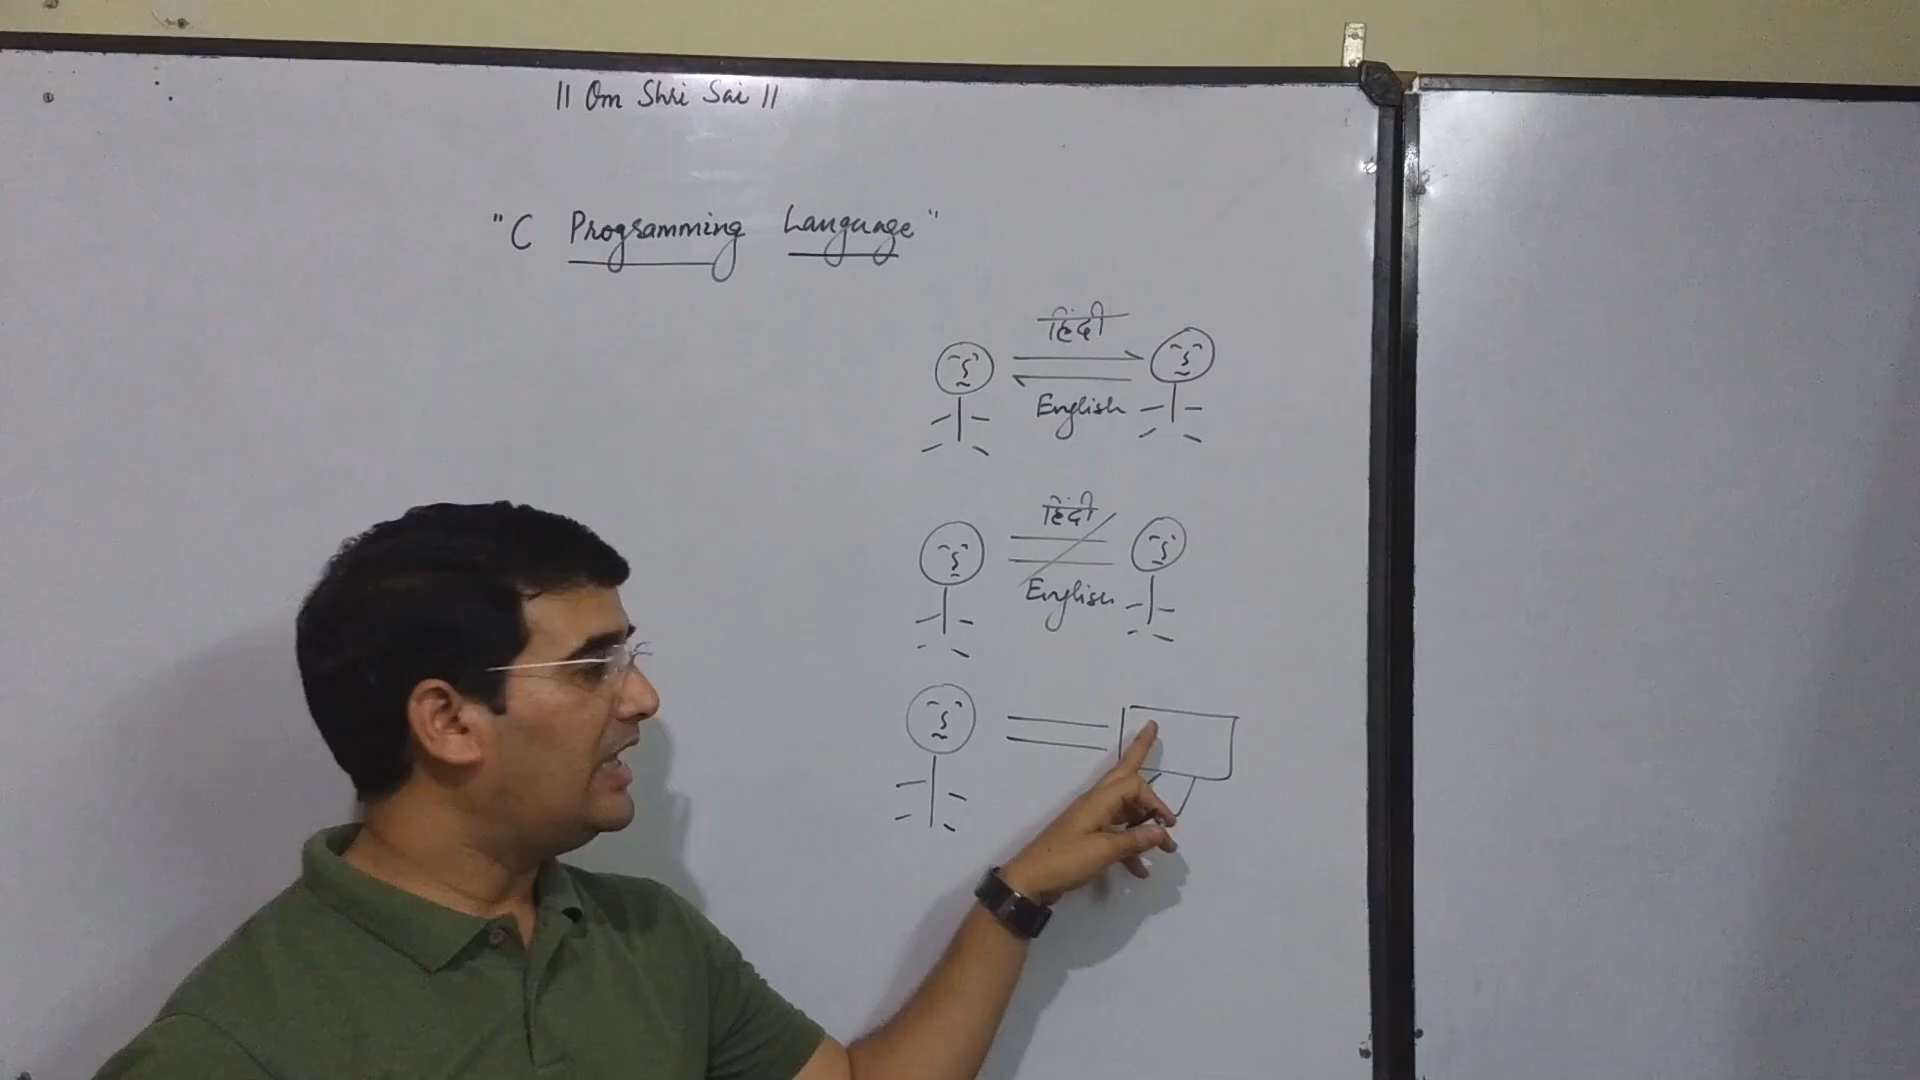 || Om Shri Sai ||
"C Programming Language"
हिंदी
English
हिंदी
English